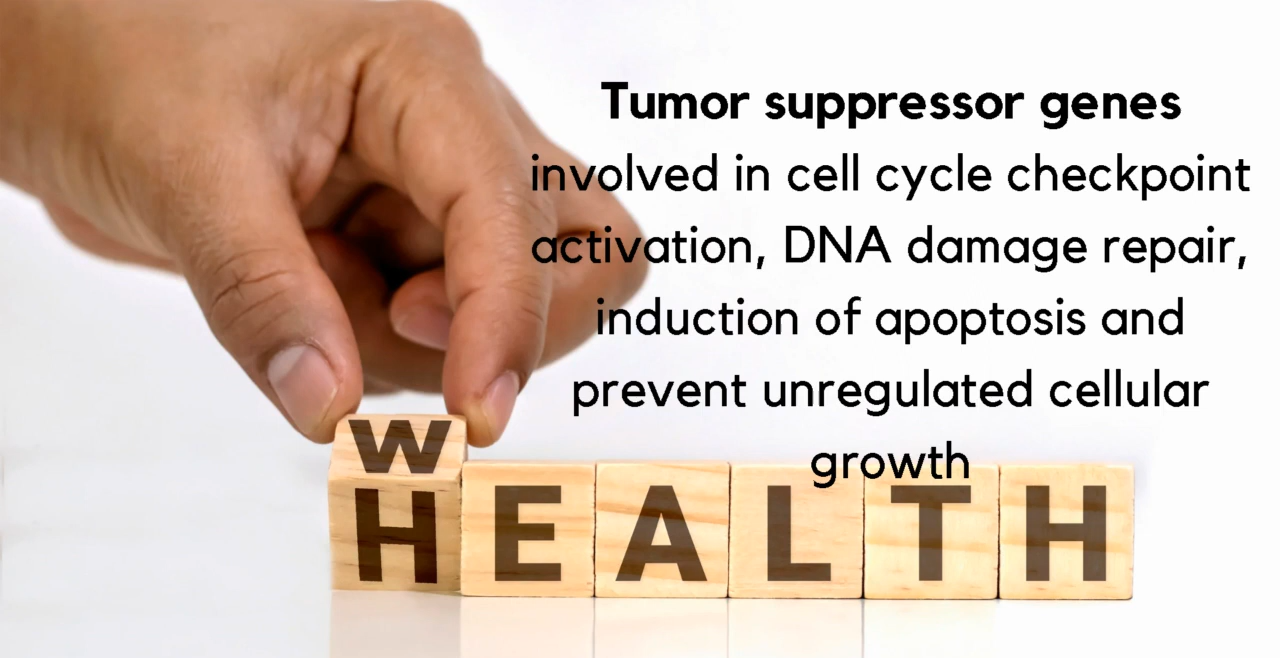 Tumor suppressor genes
involved in cell cycle checkpoint
activation, DNA damage repair,
induction of apoptosis and
prevent unregulated cellular
growth
W
HEALTH